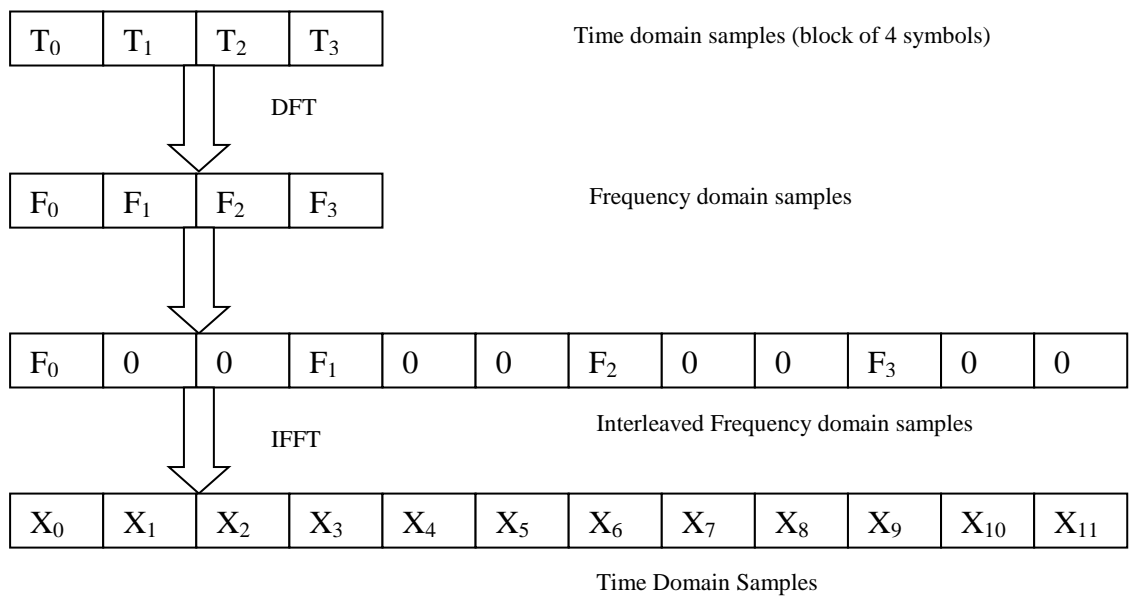 T₀ T₁ T₂ T₃ Time domain samples (block of 4 symbols)
DFT
F₀ F₁ F₂ F₃ Frequency domain samples
F₀ 0 0 F₁ 0 0 F₂ 0 0 F₃ 0 0
Interleaved Frequency domain samples
IFFT
X₀ X₁ X₂ X₃ X₄ X₅ X₆ X₇ X₈ X₉ X₁₀ X₁₁
Time Domain Samples